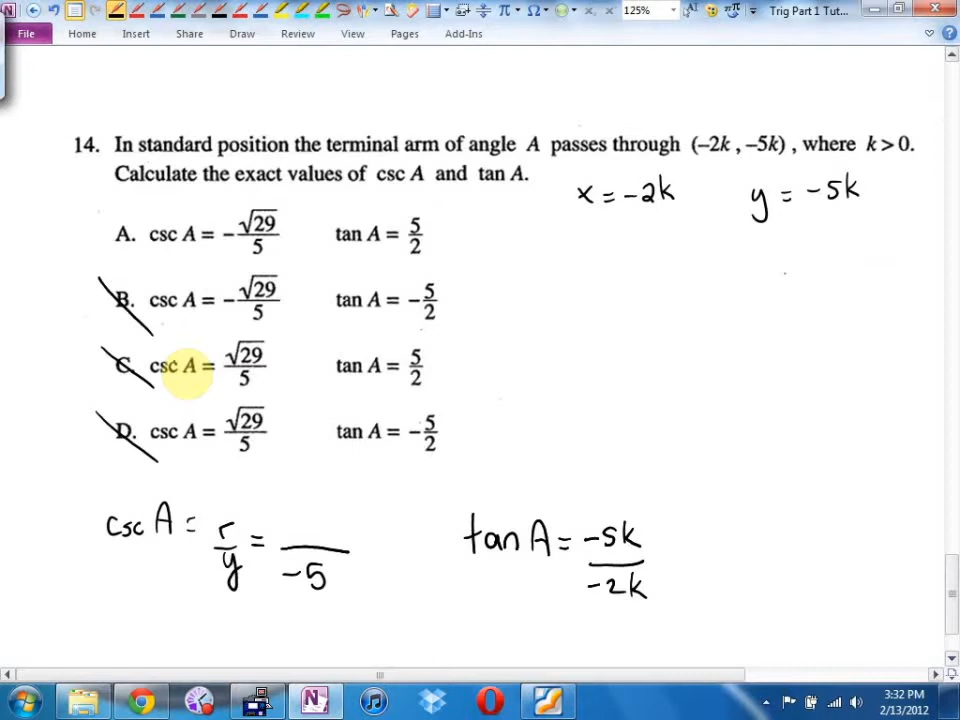 125% Trig Part 1 Tut...
File Home Insert Share Draw Review View Pages Add-Ins
14. In standard position the terminal arm of angle A passes through (–2k , –5k) , where k > 0.
Calculate the exact values of csc A and tan A.
x = -2k y = -5k
A. csc A = –√29/5 tan A = 5/2
B. csc A = –√29/5 tan A = –5/2
C. csc A = √29/5 tan A = 5/2
D. csc A = √29/5 tan A = –5/2
csc A = r/y = /-5 tan A = -5k/-2k
3:32 PM
2/13/2012